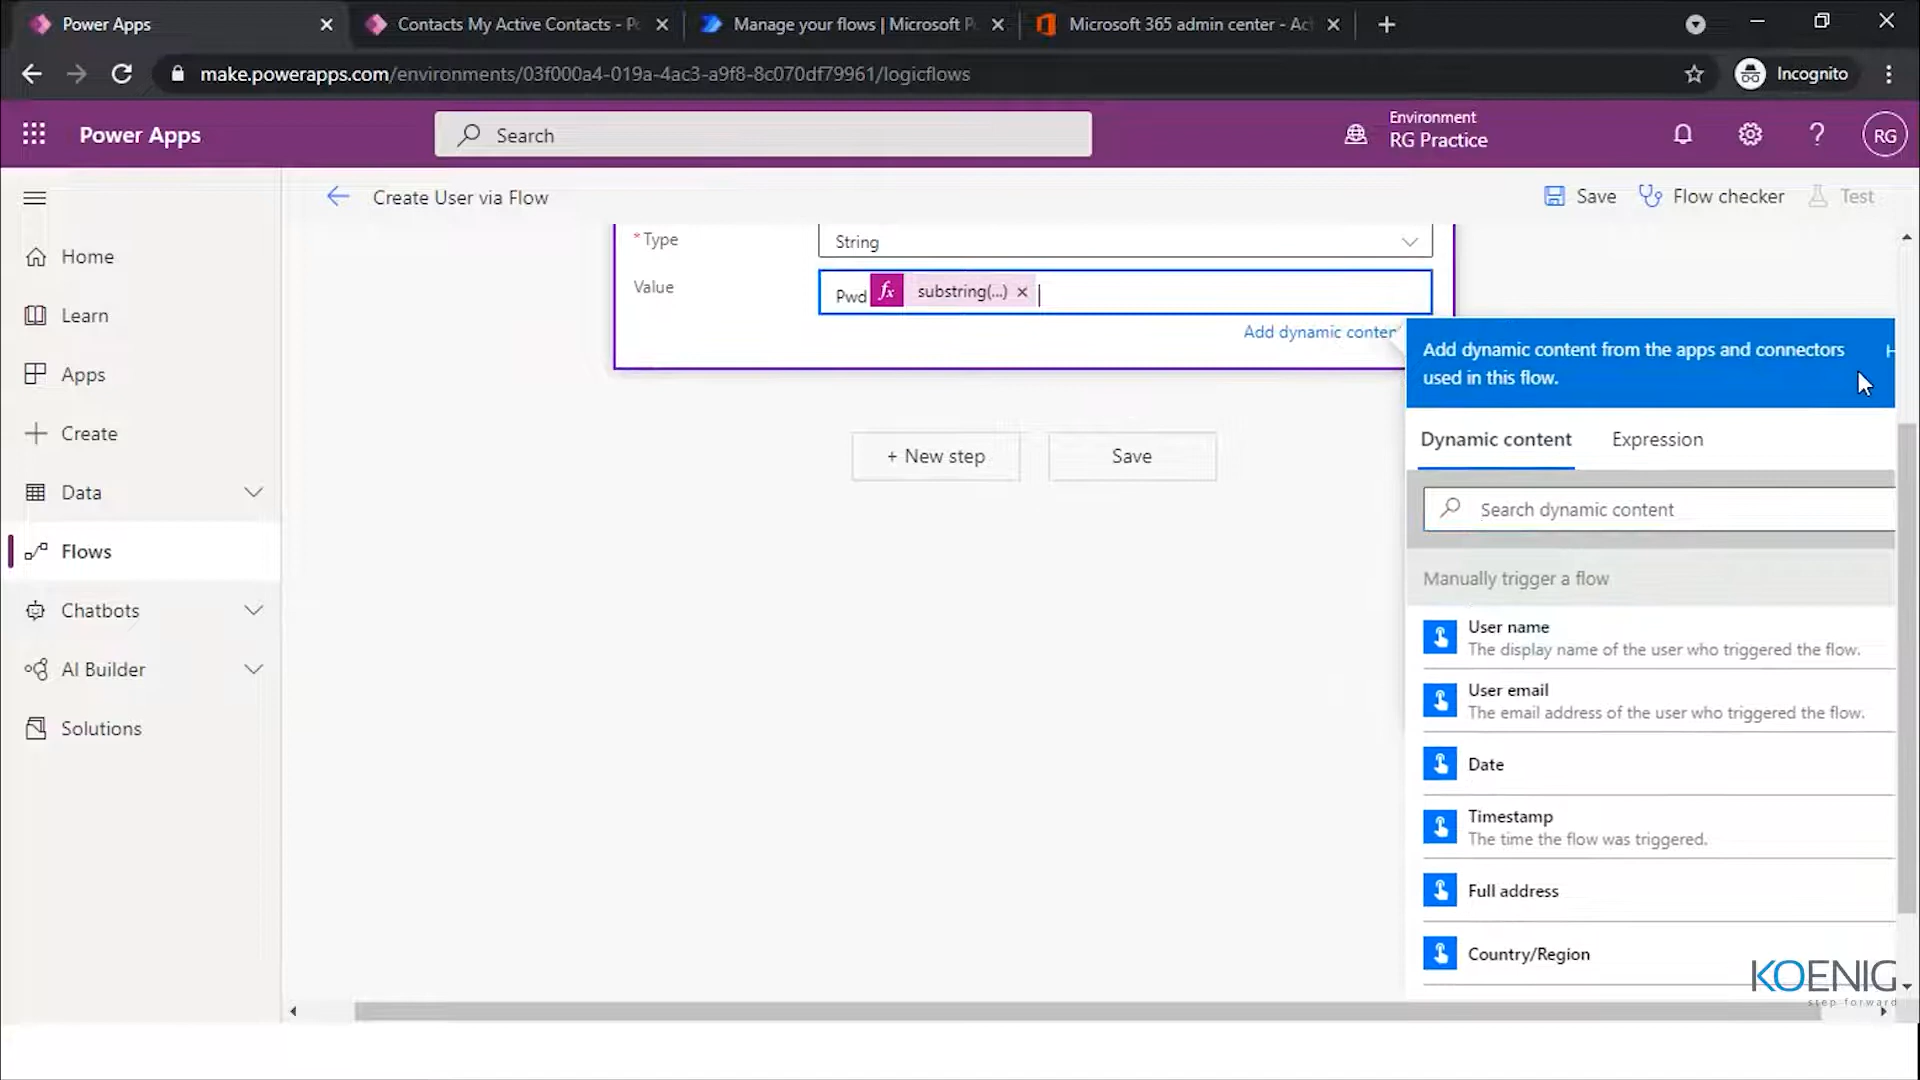 Power Apps
Contacts My Active Contacts - Po
Manage your flows | Microsoft P
Microsoft 365 admin center - Act
make.powerapps.com/environments/03f000a4-019a-4ac3-a9f8-8c070df79961/logicflows
Incognito
Power Apps
Search
Environment
RG Practice
RG
Create User via Flow
Save
Flow checker
Test
Home
Learn
Apps
Create
Data
Flows
Chatbots
AI Builder
Solutions
* Type
String
Value
Pwd fx substring(...)
Add dynamic conten
+ New step
Save
Add dynamic content from the apps and connectors
used in this flow.
H
Dynamic content
Expression
Search dynamic content
Manually trigger a flow
User name
The display name of the user who triggered the flow.
User email
The email address of the user who triggered the flow.
Date
Timestamp
The time the flow was triggered.
Full address
Country/Region
KOENIG
step forward